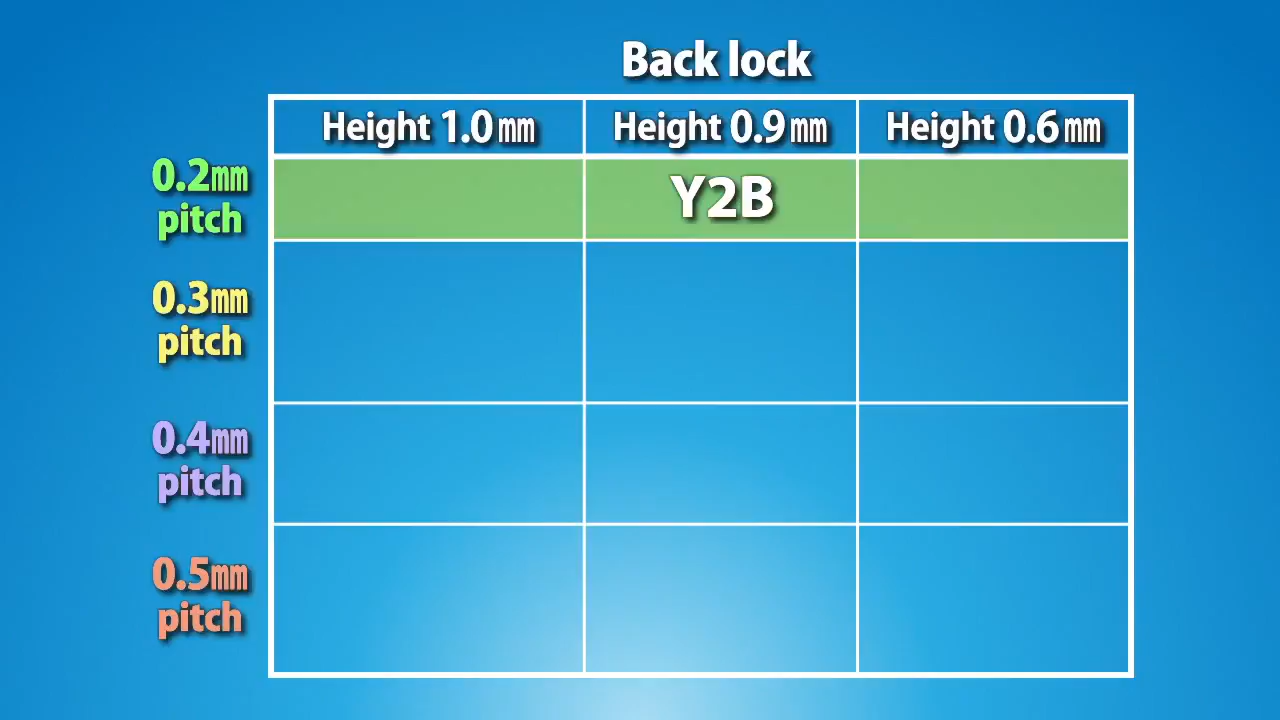 Back lock
Height 1.0㎜ Height 0.9㎜ Height 0.6㎜
0.2㎜
pitch
Y2B
0.3㎜
pitch
0.4㎜
pitch
0.5㎜
pitch